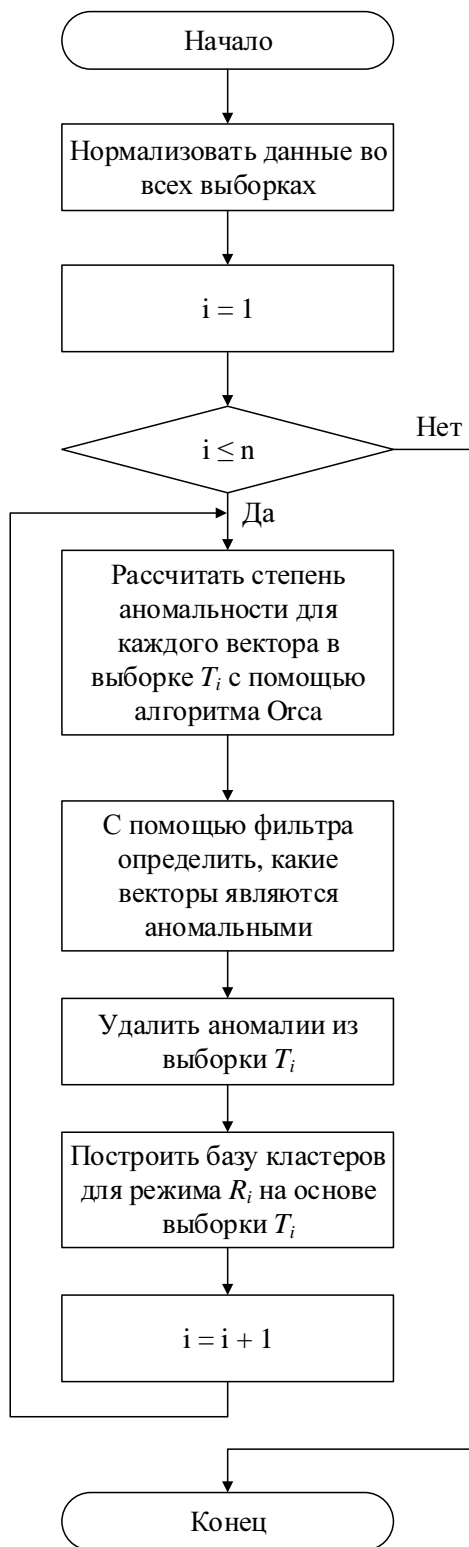 Начало
Нормализовать данные во
всех выборках
i = 1
i ≤ n
Нет
Да
Рассчитать степень
аномальности для
каждого вектора в
выборке Ti с помощью
алгоритма Orca
С помощью фильтра
определить, какие
векторы являются
аномальными
Удалить аномалии из
выборки Ti
Построить базу кластеров
для режима Ri на основе
выборки Ti
i = i + 1
Конец